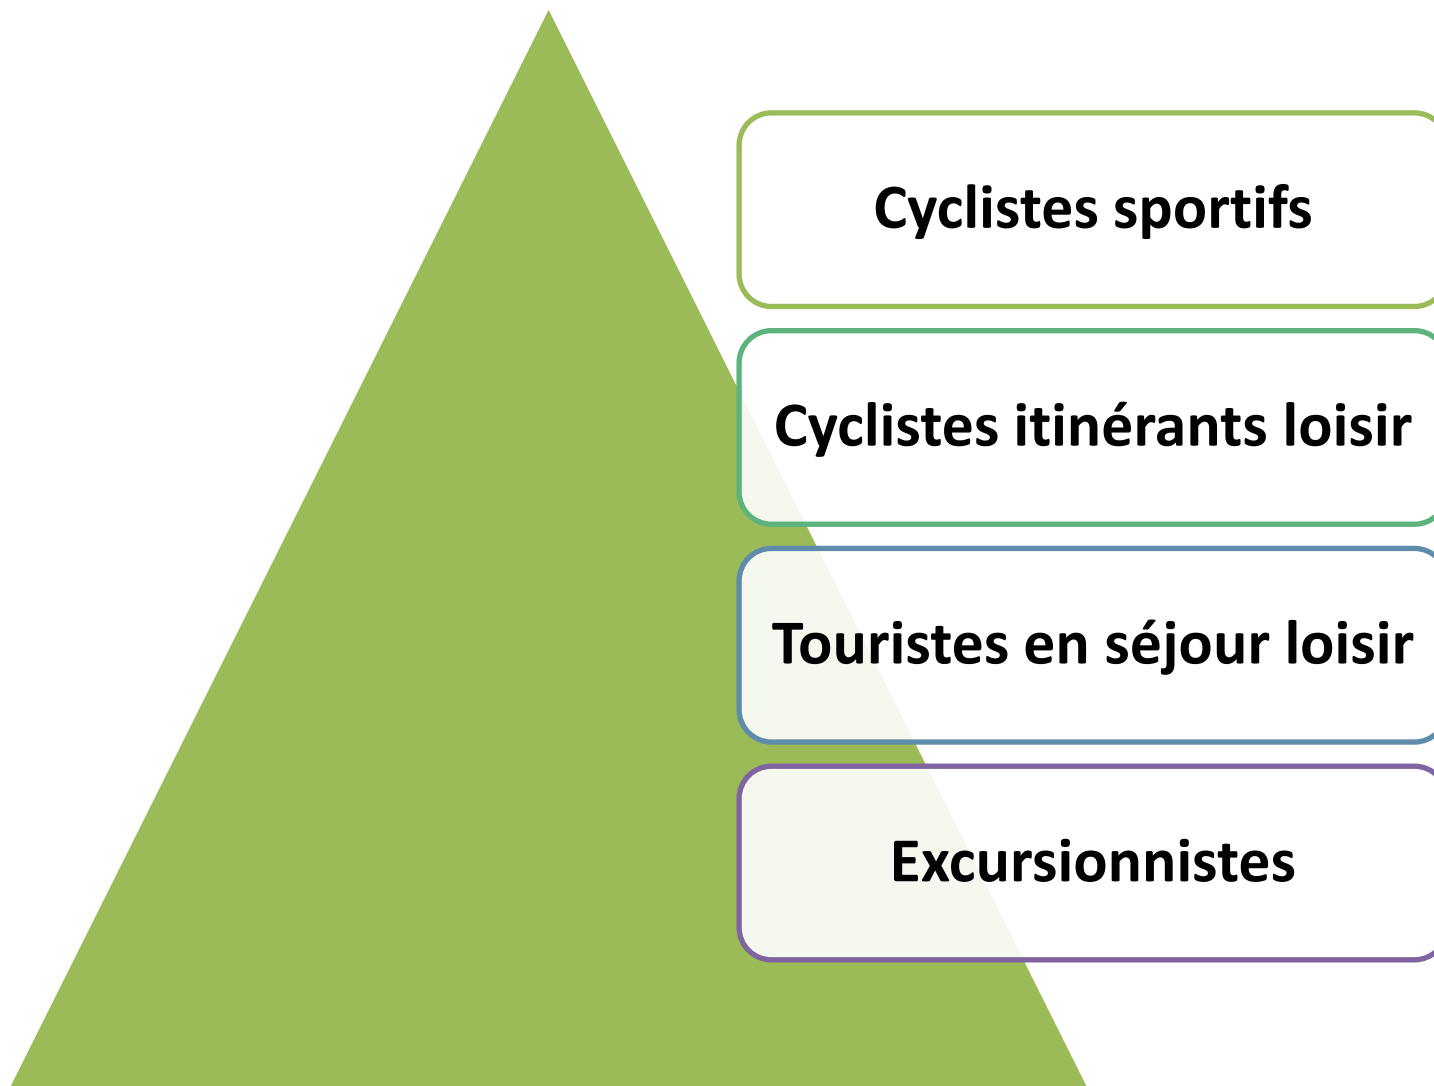 Cyclistes sportifs
Cyclistes itinérants loisir
Touristes en séjour loisir
Excursionnistes